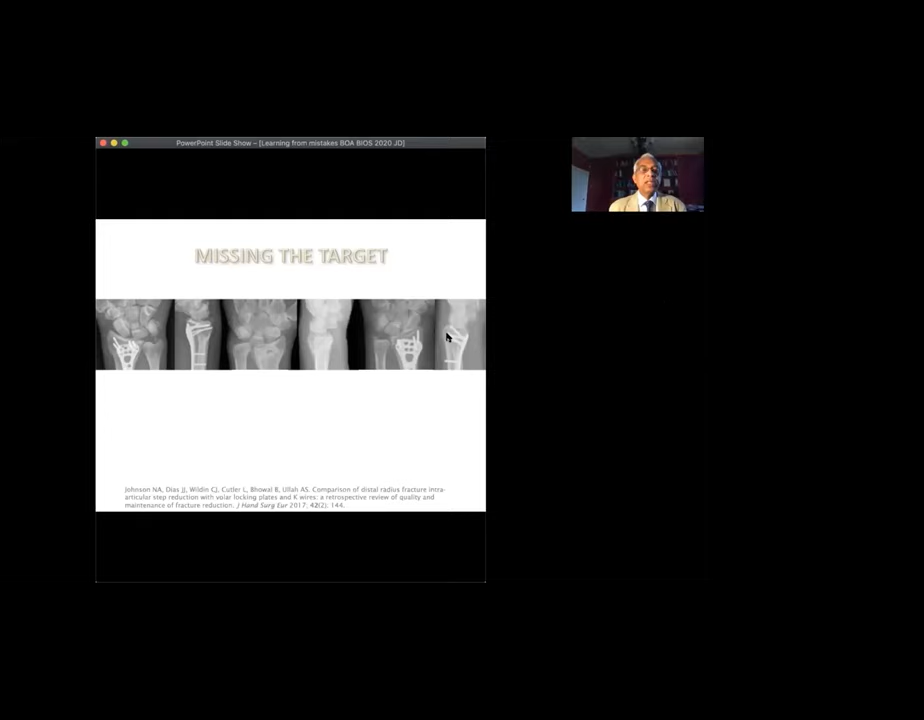 PowerPoint Slide Show – [Learning from mistakes BOA BIOS 2020 JD]
MISSING THE TARGET
Johnson NA, Dias JJ, Wildin CJ, Cutler L, Bhowal B, Ullah AS. Comparison of distal radius fracture intra-
articular step reduction with volar locking plates and K wires: a retrospective review of quality and
maintenance of fracture reduction. J Hand Surg Eur 2017; 42(2): 144.